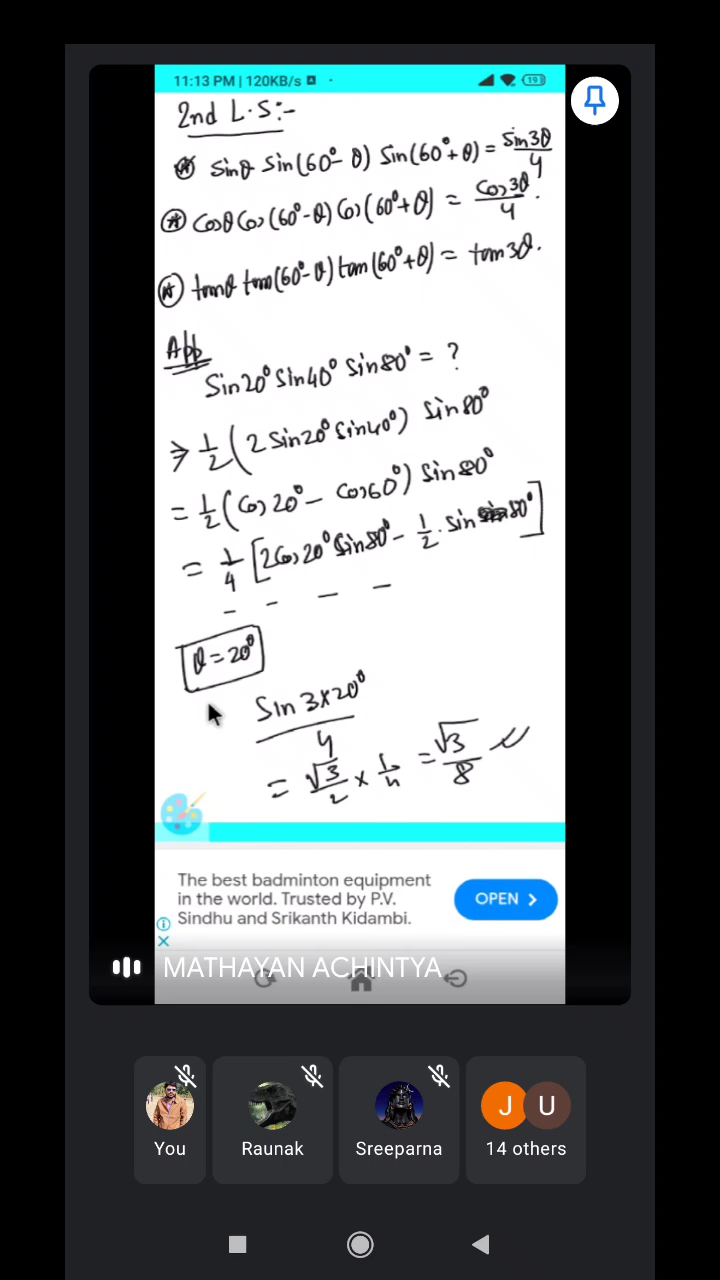 11:13 PM | 120KB/s A ·
19
2nd L.S:-
Sinθ Sin(60°-θ) Sin(60°+θ) = Sin3θ/4
Cosθ Cos(60°-θ) Cos(60°+θ) = Cos3θ/4.
tanθ tan(60°-θ) tan(60°+θ) = tan3θ.
App
Sin20° Sin40° Sin80° = ?
⇒ 1/2 (2 Sin20° Sin40°) Sin80°
= 1/2 (Cos20° - Cos60°) Sin80°
= 1/4 [2Cos20° Sin80° - 1/2. Sin 80°]
- - - -
θ = 20°
Sin 3×20°/4
= √3/2 × 1/4 = √3/8
The best badminton equipment
in the world. Trusted by P.V.
Sindhu and Srikanth Kidambi.
OPEN >
MATHAYAN ACHINTYA
J U
You Raunak Sreeparna 14 others